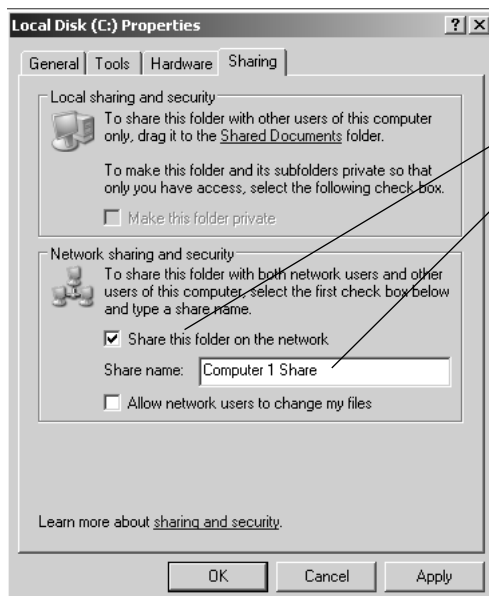 Local Disk (C:) Properties
General
Tools
Hardware
Sharing
Local sharing and security
To share this folder with other users of this computer
only, drag it to the Shared Documents folder.
To make this folder and its subfolders private so that
only you have access, select the following check box.
Make this folder private
Network sharing and security
To share this folder with both network users and other
users of this computer, select the first check box below
and type a share name.
Share this folder on the network
Share name: Computer 1 Share
Allow network users to change my files
Learn more about sharing and security.
OK Cancel Apply